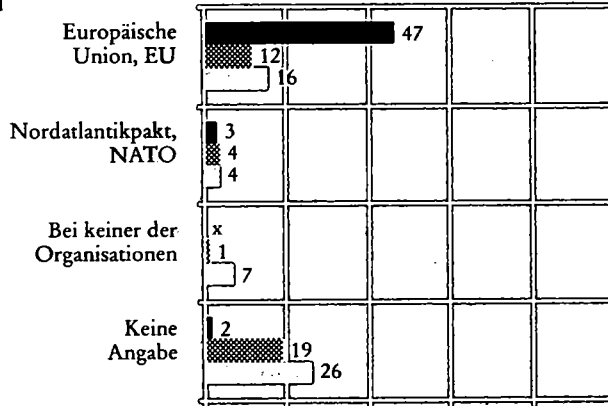 Europäische
Union, EU
47
12
16
Nordatlantikpakt,
NATO
3
4
4
Bei keiner der
Organisationen
x
1
7
Keine
Angabe
2
19
26